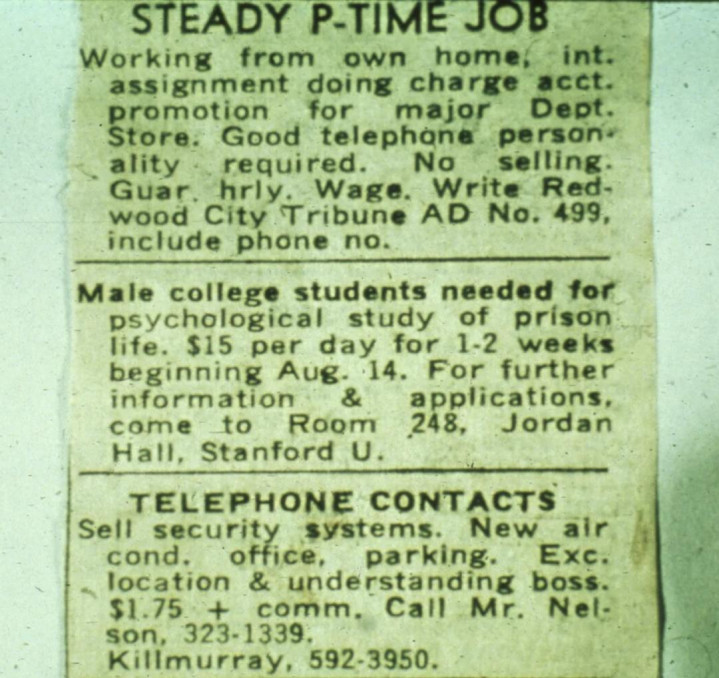 STEADY P-TIME JOB
Working from own home, int.
assignment doing charge acct.
promotion for major Dept.
Store. Good telephone person-
ality required. No selling.
Guar. hrly. Wage. Write Red-
wood City Tribune AD No. 499,
include phone no.
Male college students needed for
psychological study of prison
life. $15 per day for 1-2 weeks
beginning Aug. 14. For further
information & applications,
come to Room 248, Jordan
Hall, Stanford U.
TELEPHONE CONTACTS
Sell security systems. New air
cond. office, parking. Exc.
location & understanding boss.
$1.75 + comm. Call Mr. Nel-
son, 323-1339.
Killmurray, 592-3950.